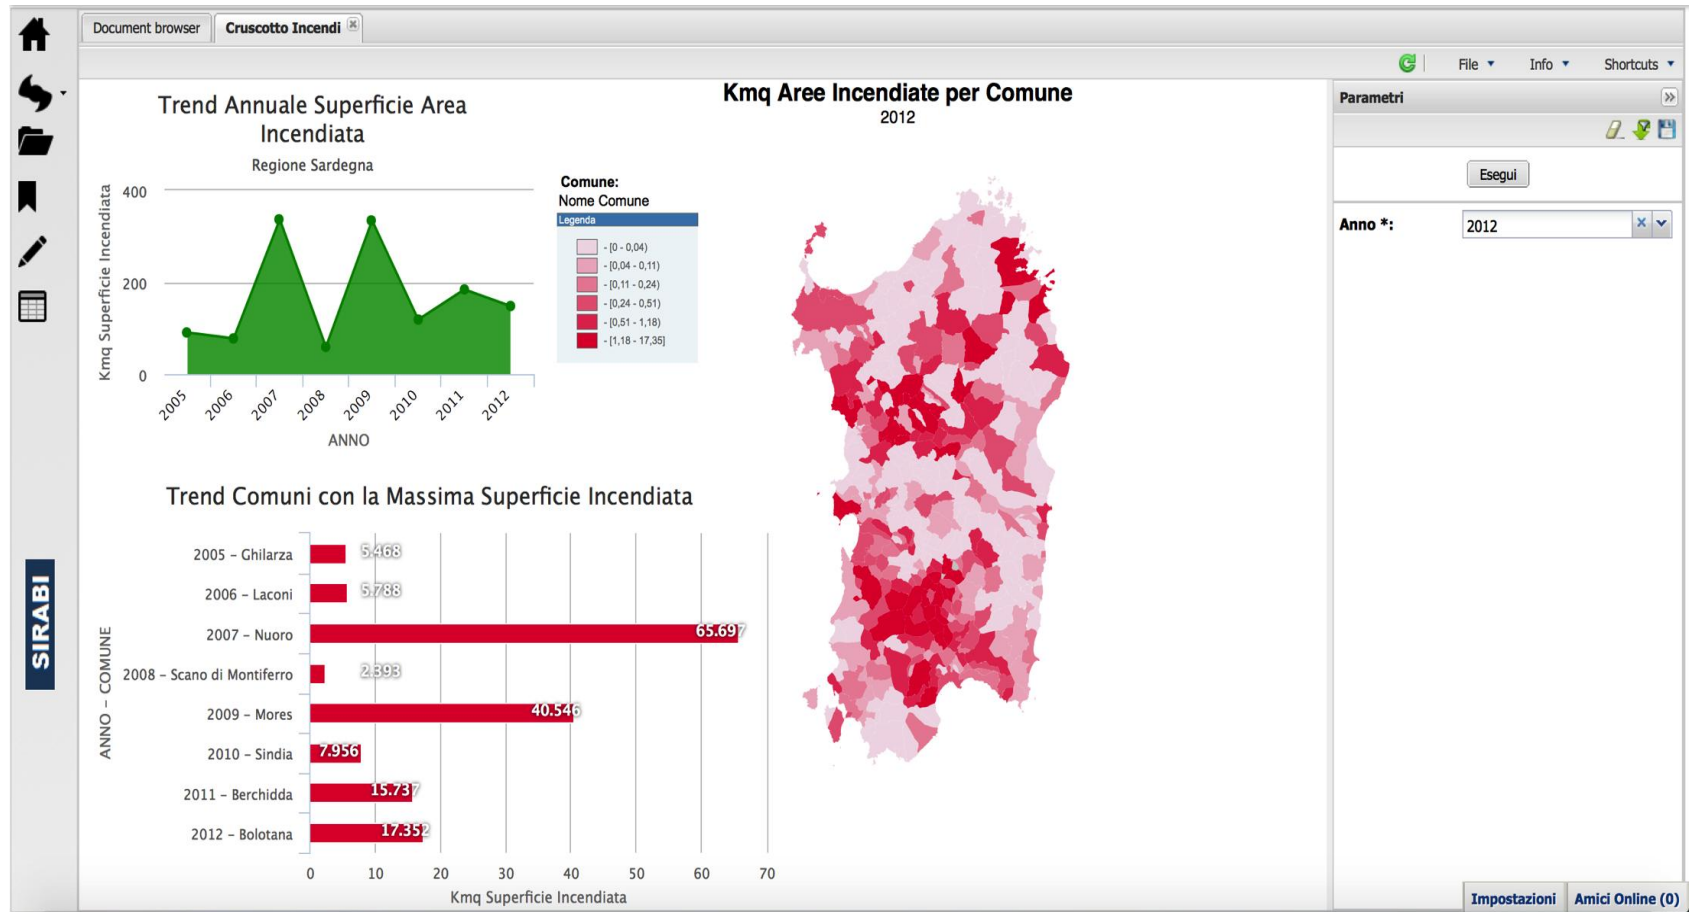 Document browser
Cruscotto Incendi
File
Info
Shortcuts
Trend Annuale Superficie Area
Incendiata
Regione Sardegna
Kmq Superficie Incendiata
400
200
0
2005
2006
2007
2008
2009
2010
2011
2012
ANNO
Kmq Aree Incendiate per Comune
2012
Comune:
Nome Comune
Legenda
- [0 - 0,04)
- [0,04 - 0,11)
- [0,11 - 0,24)
- [0,24 - 0,51)
- [0,51 - 1,18)
- [1,18 - 17,35]
Trend Comuni con la Massima Superficie Incendiata
ANNO - COMUNE
2005 - Ghilarza 5.468
2006 - Laconi 5.788
2007 - Nuoro 65.697
2008 - Scano di Montiferro 2.393
2009 - Mores 40.546
2010 - Sindia 7.956
2011 - Berchidda 15.737
2012 - Bolotana 17.352
0 10 20 30 40 50 60 70
Kmq Superficie Incendiata
Parametri
Esegui
Anno *: 2012
SIRABI
Impostazioni
Amici Online (0)